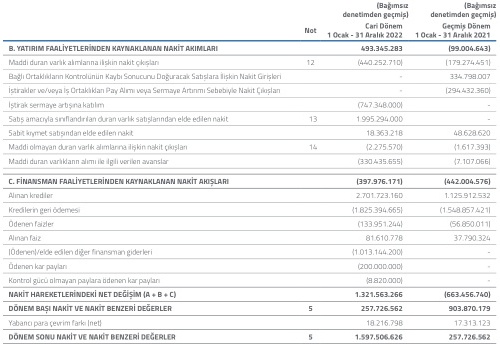 (Bağımsız (Bağımsız
denetimden geçmiş) denetimden geçmiş)
Cari Dönem Geçmiş Dönem
Not 1 Ocak - 31 Aralık 2022 1 Ocak - 31 Aralık 2021
B. YATIRIM FAALİYETLERİNDEN KAYNAKLANAN NAKİT AKIMLARI 493.345.283 (99.004.643)
Maddi duran varlık alımlarına ilişkin nakit çıkışları 12 (440.252.710) (179.274.451)
Bağlı Ortaklıkların Kontrolünün Kaybı Sonucunu Doğuracak Satışlara İlişkin Nakit Girişleri - 334.798.007
İştirakler ve/veya İş Ortaklıkları Pay Alımı veya Sermaye Artırımı Sebebiyle Nakit Çıkışları - (294.432.360)
İştirak sermaye artışına katılım (747.348.000) -
Satış amacıyla sınıflandırılan duran varlık satışlarından elde edilen nakit 13 1.995.294.000 -
Sabit kıymet satışından elde edilen nakit 18.363.218 48.628.620
Maddi olmayan duran varlık alımlarına ilişkin nakit çıkışları 14 (2.275.570) (1.617.393)
Maddi duran varlıkların alımı ile ilgili verilen avanslar (330.435.655) (7.107.066)
C. FİNANSMAN FAALİYETLERİNDEN KAYNAKLANAN NAKİT AKIŞLARI (397.976.171) (442.004.576)
Alınan krediler 2.701.723.160 1.125.912.532
Kredilerin geri ödemesi (1.825.394.665) (1.548.857.421)
Ödenen faizler (133.951.244) (56.850.011)
Alınan faiz 81.610.778 37.790.324
(Ödenen)/elde edilen diğer finansman giderleri (1.013.144.200) -
Ödenen kar payları (200.000.000) -
Kontrol gücü olmayan paylara ödenen kar payları (8.820.000) -
NAKİT HAREKETLERİNDEKİ NET DEĞİŞİM (A + B + C) 1.321.563.266 (663.456.740)
DÖNEM BAŞI NAKİT VE NAKİT BENZERİ DEĞERLER 5 257.726.562 903.870.179
Yabancı para çevrim farkı (net) 18.216.798 17.313.123
DÖNEM SONU NAKİT VE NAKİT BENZERİ DEĞERLER 5 1.597.506.626 257.726.562